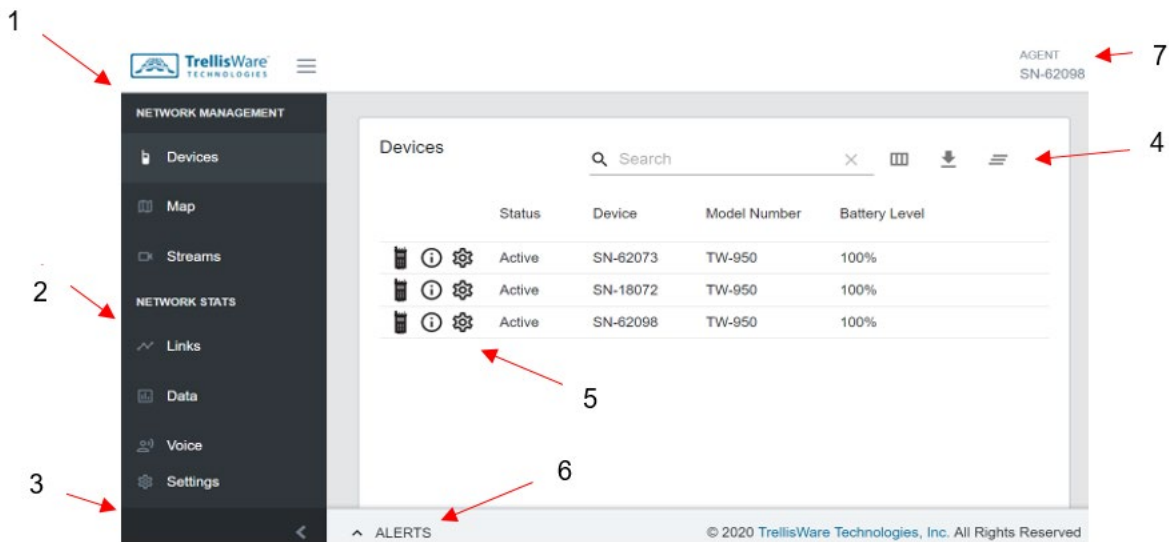 1
TrellisWare
TECHNOLOGIES
AGENT
SN-62098
7
NETWORK MANAGEMENT
Devices
Map
Streams
2
NETWORK STATS
Links
Data
Voice
3
Settings
Devices
Search
4
Status Device Model Number Battery Level
Active SN-62073 TW-950 100%
Active SN-18072 TW-950 100%
Active SN-62098 TW-950 100%
5
6
ALERTS
© 2020 TrellisWare Technologies, Inc. All Rights Reserved